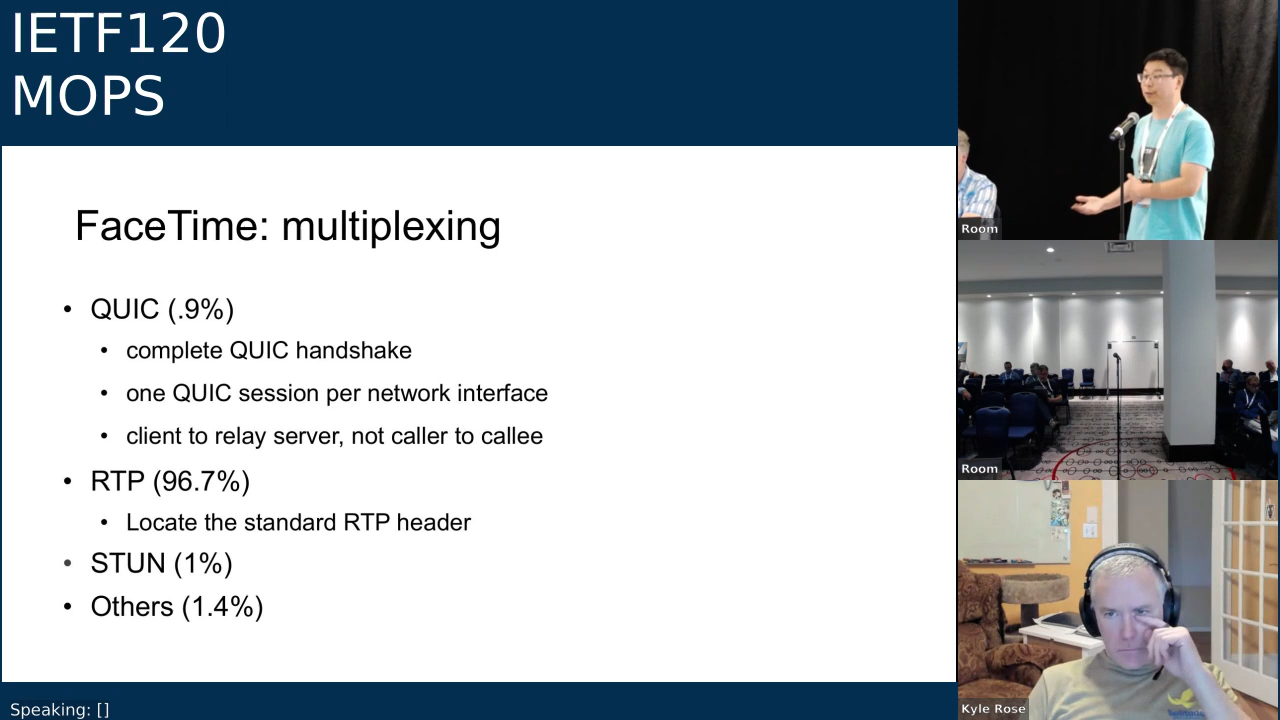 IETF120
MOPS
FaceTime: multiplexing
• QUIC (.9%)
• complete QUIC handshake
• one QUIC session per network interface
• client to relay server, not caller to callee
• RTP (96.7%)
• Locate the standard RTP header
• STUN (1%)
• Others (1.4%)
Speaking: []
Room
Room
Kyle Rose